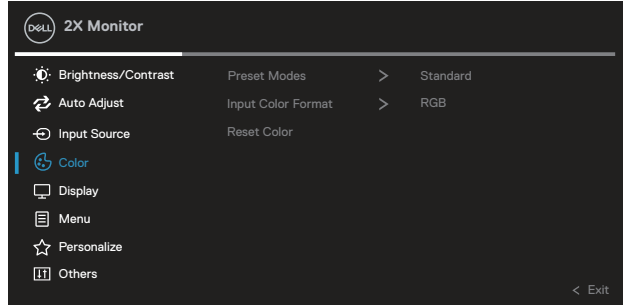 DELL 2X Monitor
Brightness/Contrast Preset Modes > Standard
Auto Adjust Input Color Format > RGB
Input Source Reset Color
Color
Display
Menu
Personalize
Others
< Exit